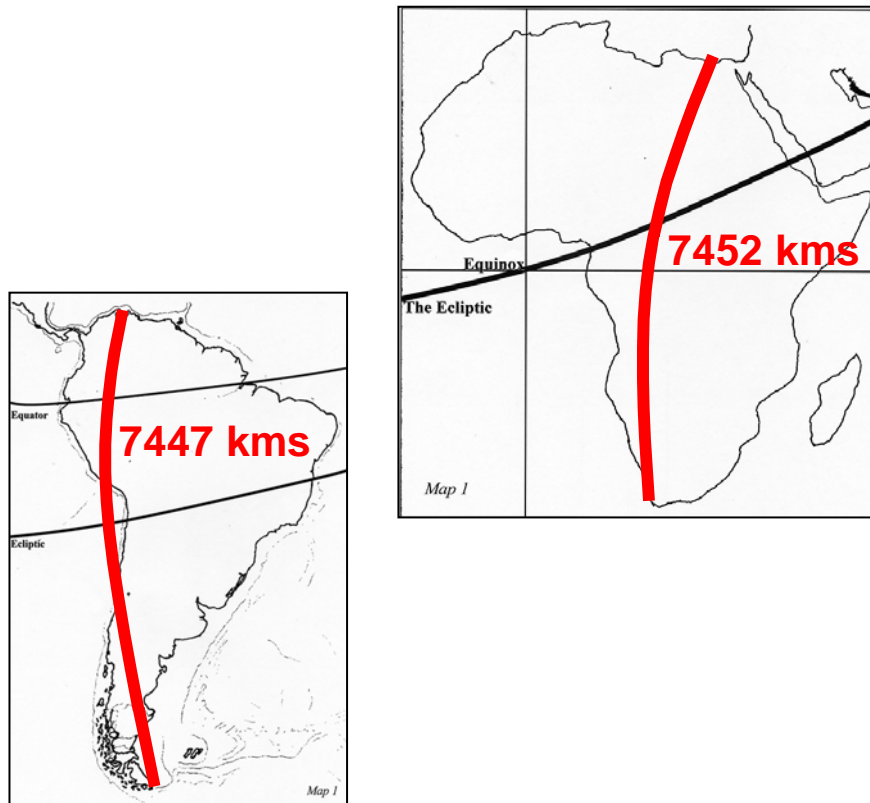 Equator
7447 kms
Ecliptic
Map 1
7452 kms
Equinox
The Ecliptic
Map 1